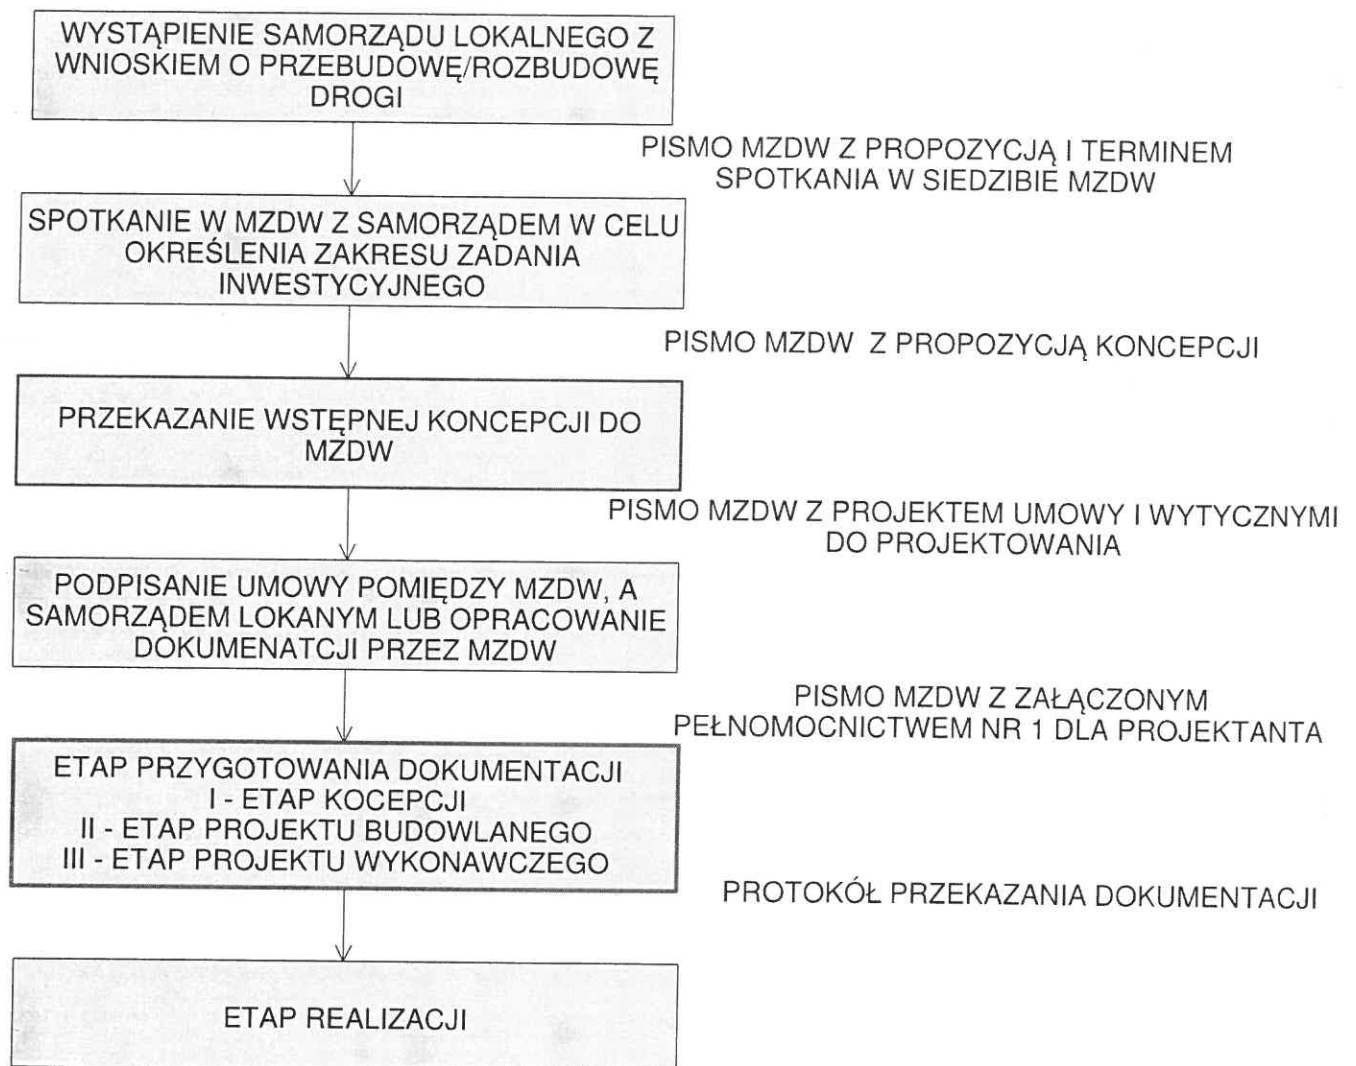 WYSTĄPIENIE SAMORZĄDU LOKALNEGO Z
WNIOSKIEM O PRZEBUDOWĘ/ROZBUDOWĘ
DROGI
PISMO MZDW Z PROPOZYCJĄ I TERMINEM
SPOTKANIA W SIEDZIBIE MZDW
SPOTKANIE W MZDW Z SAMORZĄDEM W CELU
OKREŚLENIA ZAKRESU ZADANIA
INWESTYCYJNEGO
PISMO MZDW Z PROPOZYCJĄ KONCEPCJI
PRZEKAZANIE WSTĘPNEJ KONCEPCJI DO
MZDW
PISMO MZDW Z PROJEKTEM UMOWY I WYTYCZNYMI
DO PROJEKTOWANIA
PODPISANIE UMOWY POMIĘDZY MZDW, A
SAMORZĄDEM LOKANYM LUB OPRACOWANIE
DOKUMENATCJI PRZEZ MZDW
PISMO MZDW Z ZAŁĄCZONYM
PEŁNOMOCNICTWEM NR 1 DLA PROJEKTANTA
ETAP PRZYGOTOWANIA DOKUMENTACJI
I - ETAP KOCEPCJI
II - ETAP PROJEKTU BUDOWLANEGO
III - ETAP PROJEKTU WYKONAWCZEGO
PROTOKÓŁ PRZEKAZANIA DOKUMENTACJI
ETAP REALIZACJI